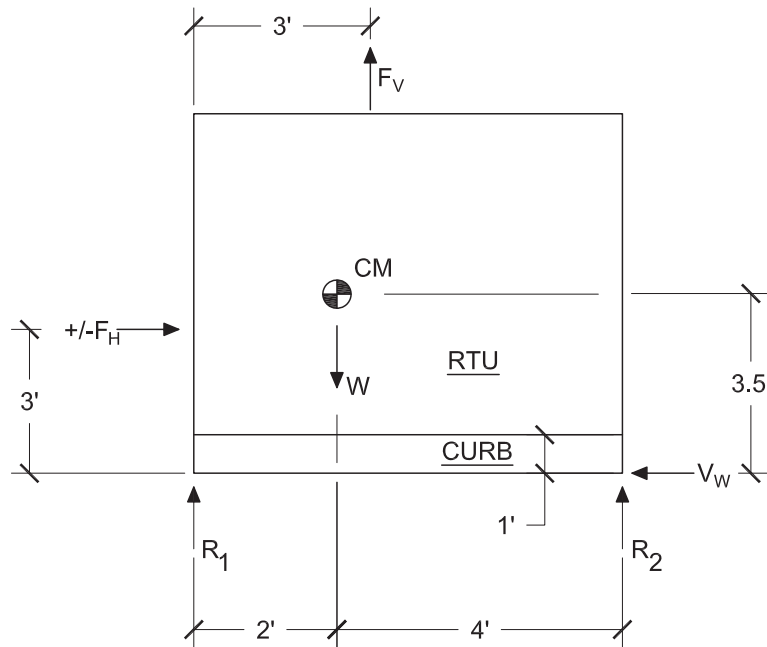 3'
F_V
CM
+/-F_H
W
RTU
3'
3.5
CURB
V_W
1'
R_1
R_2
2'
4'